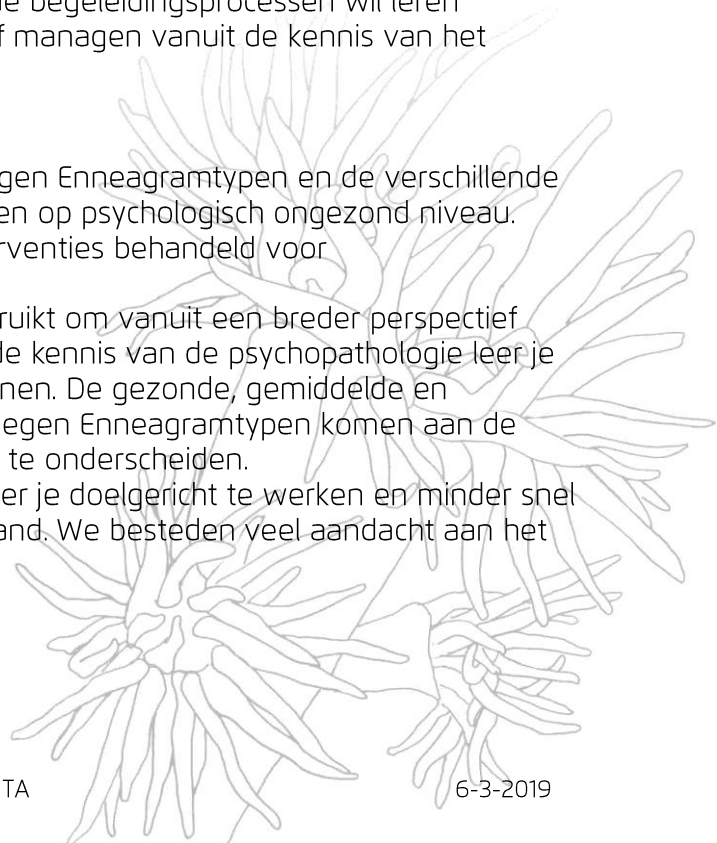 begeleidingsprocessen wil leren
managen vanuit de kennis van het
gen Enneagramtypen en de verschillende
en op psychologisch ongezond niveau.
rventies behandeld voor
ruikt om vanuit een breder perspectief
de kennis van de psychopathologie leer je
nen. De gezonde, gemiddelde en
egen Enneagramtypen komen aan de
te onderscheiden.
er je doelgericht te werken en minder snel
and. We besteden veel aandacht aan het
TA 6-3-2019